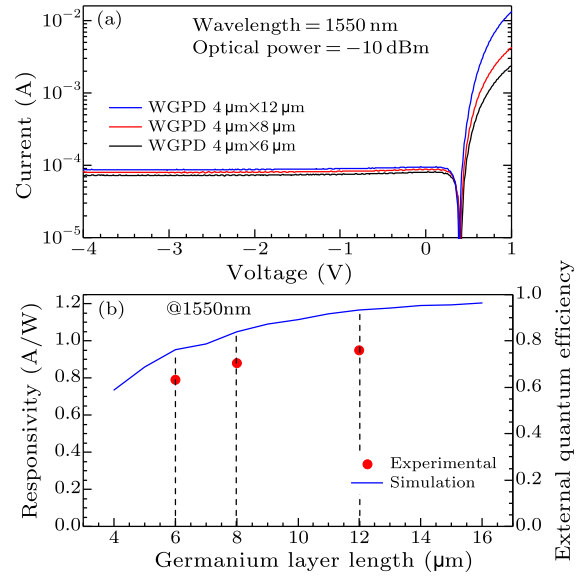 (a)
Wavelength = 1550 nm
Optical power = −10 dBm
WGPD 4 μm×12 μm
WGPD 4 μm×8 μm
WGPD 4 μm×6 μm
Current (A)
10⁻²
10⁻³
10⁻⁴
10⁻⁵
−4 −3 −2 −1 0 1
Voltage (V)
(b)
@1550nm
Responsivity (A/W)
1.2
1.0
0.8
0.6
0.4
0.2
0.0
External quantum efficiency
1.0
0.8
0.6
0.4
0.2
0.0
Experimental
Simulation
4 6 8 10 12 14 16
Germanium layer length (μm)